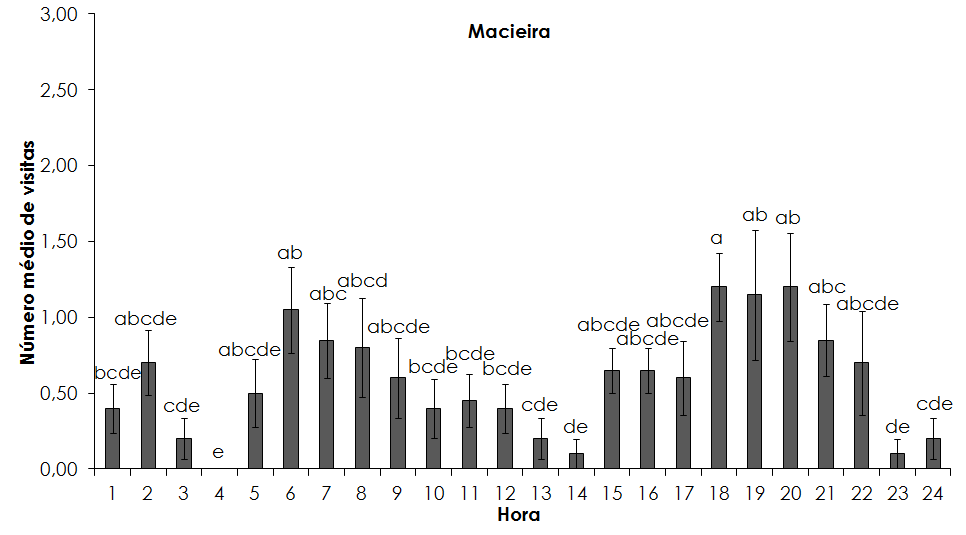 Macieira
3,00
2,50
2,00
1,50
1,00
0,50
0,00
Número médio de visitas
bcde
abcde
cde
e
abcde
ab
abc
abcd
abcde
bcde
bcde
bcde
cde
de
abcde
abcde
abcde
a
ab
ab
abc
abcde
de
cde
1 2 3 4 5 6 7 8 9 10 11 12 13 14 15 16 17 18 19 20 21 22 23 24
Hora